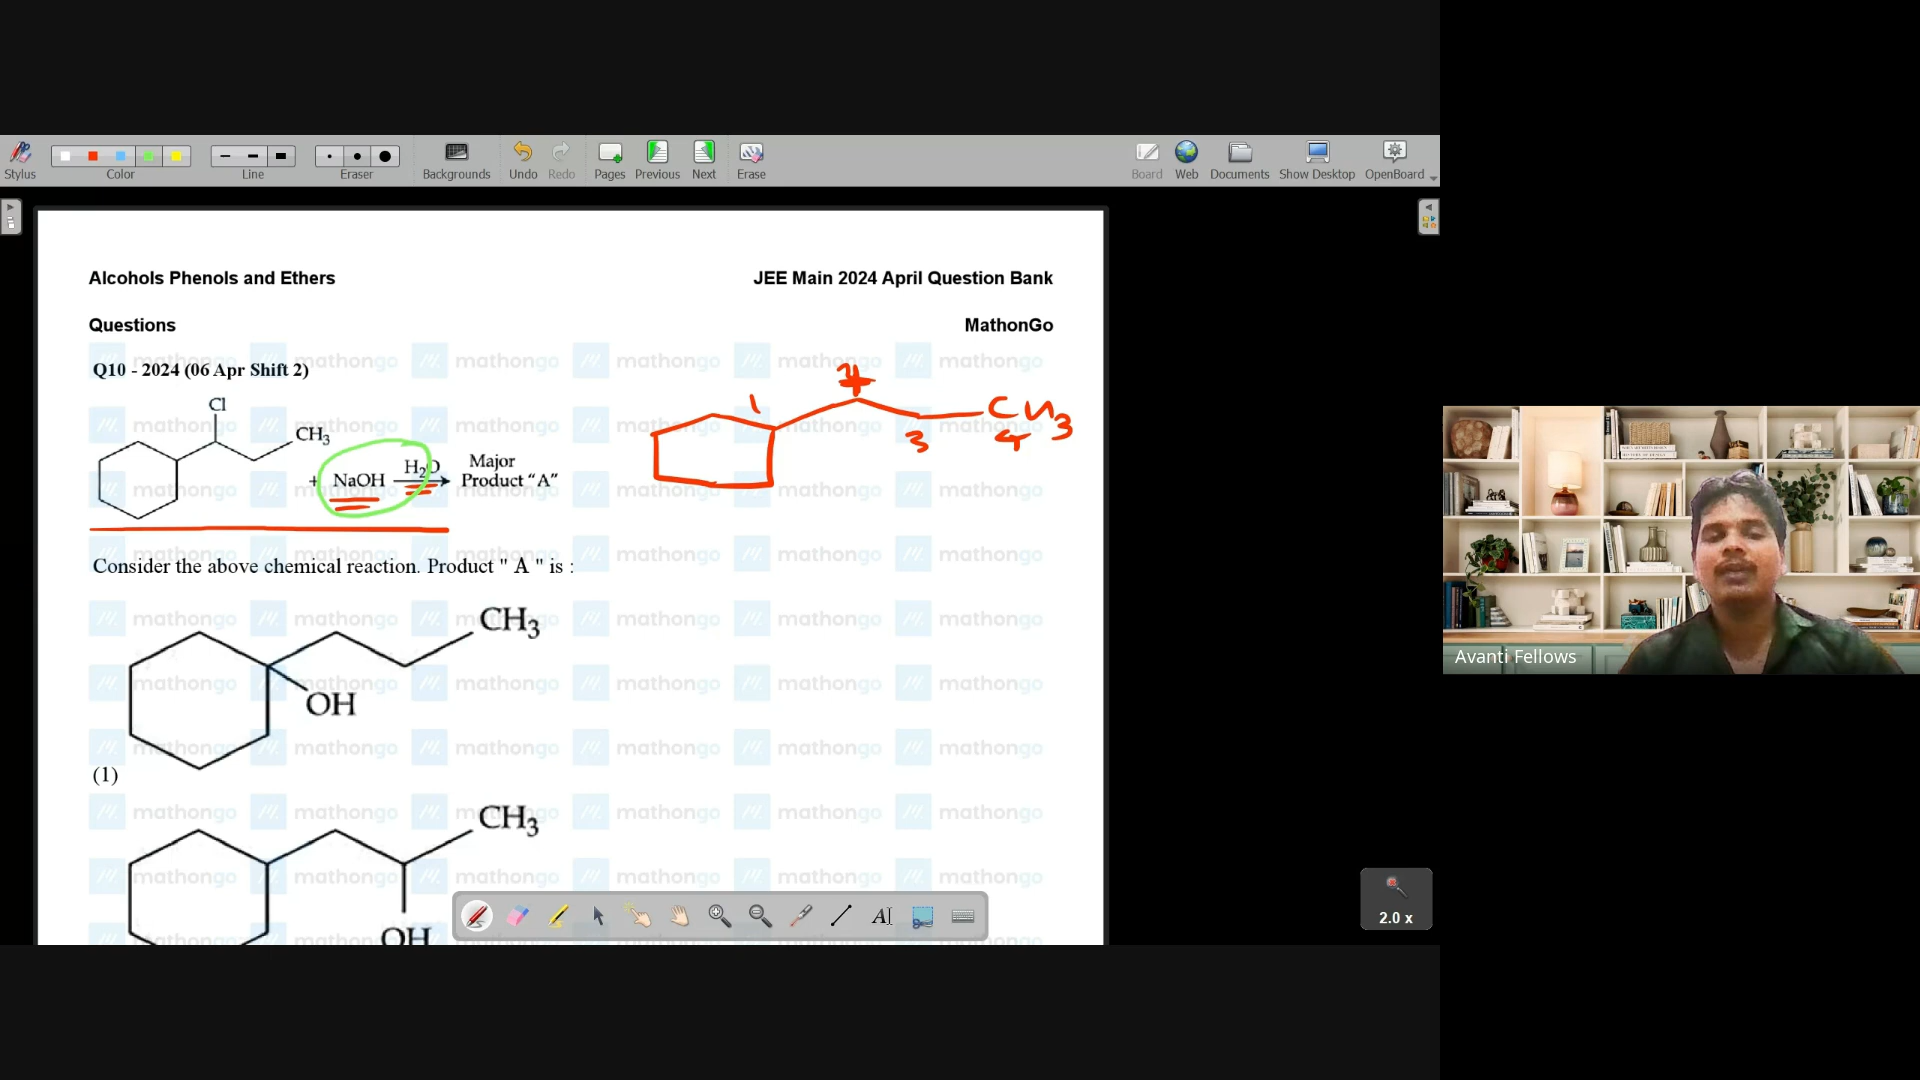 Stylus
Color
Line
Eraser
Backgrounds
Undo
Redo
Pages
Previous
Next
Erase
Board
Web
Documents
Show Desktop
OpenBoard
Alcohols Phenols and Ethers
JEE Main 2024 April Question Bank
Questions
MathonGo
Q10 - 2024 (06 Apr Shift 2)
Cl
CH3
+ NaOH H2O Major Product "A"
1
3
CH3
4
Consider the above chemical reaction. Product " A " is :
CH3
OH
(1)
CH3
OH
mathongo
Avanti Fellows
2.0 x